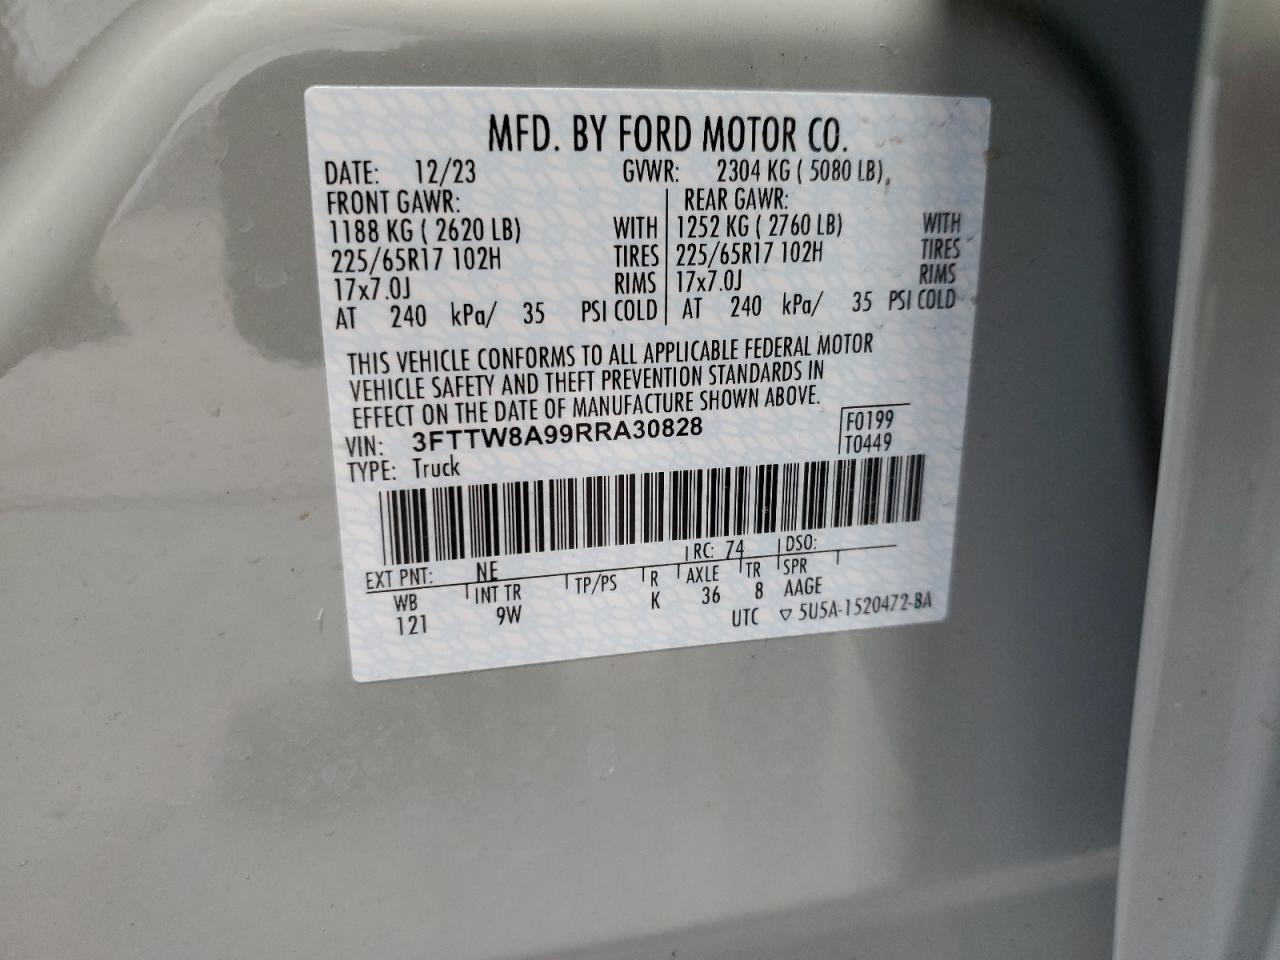 MFD. BY FORD MOTOR CO.
DATE: 12/23 GVWR: 2304 KG ( 5080 LB)
FRONT GAWR: REAR GAWR:
1188 KG ( 2620 LB) WITH 1252 KG ( 2760 LB) WITH
225/65R17 102H TIRES 225/65R17 102H TIRES
17x7.0J RIMS 17x7.0J RIMS
AT 240 kPa/ 35 PSI COLD AT 240 kPa/ 35 PSI COLD
THIS VEHICLE CONFORMS TO ALL APPLICABLE FEDERAL MOTOR
VEHICLE SAFETY AND THEFT PREVENTION STANDARDS IN
EFFECT ON THE DATE OF MANUFACTURE SHOWN ABOVE.
VIN: 3FTTW8A99RRA30828 F0199
TYPE: Truck T0449
EXT PNT: NE RC: 74 DSO:
WB INT TR TP/PS R AXLE TR SPR
121 9W K 36 8 AAGE
UTC ▽ 5U5A-1520472-BA